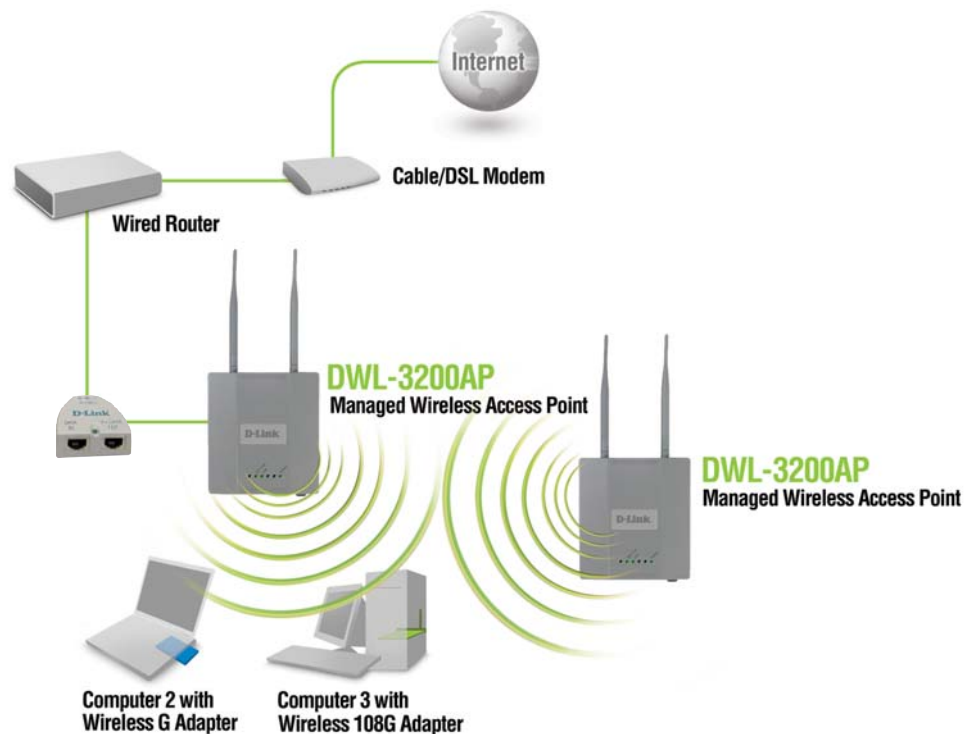 Internet
Cable/DSL Modem
Wired Router
DWL-3200AP
Managed Wireless Access Point
D-Link
D-Link
DWL-3200AP
Managed Wireless Access Point
D-Link
Computer 2 with
Wireless G Adapter
Computer 3 with
Wireless 108G Adapter